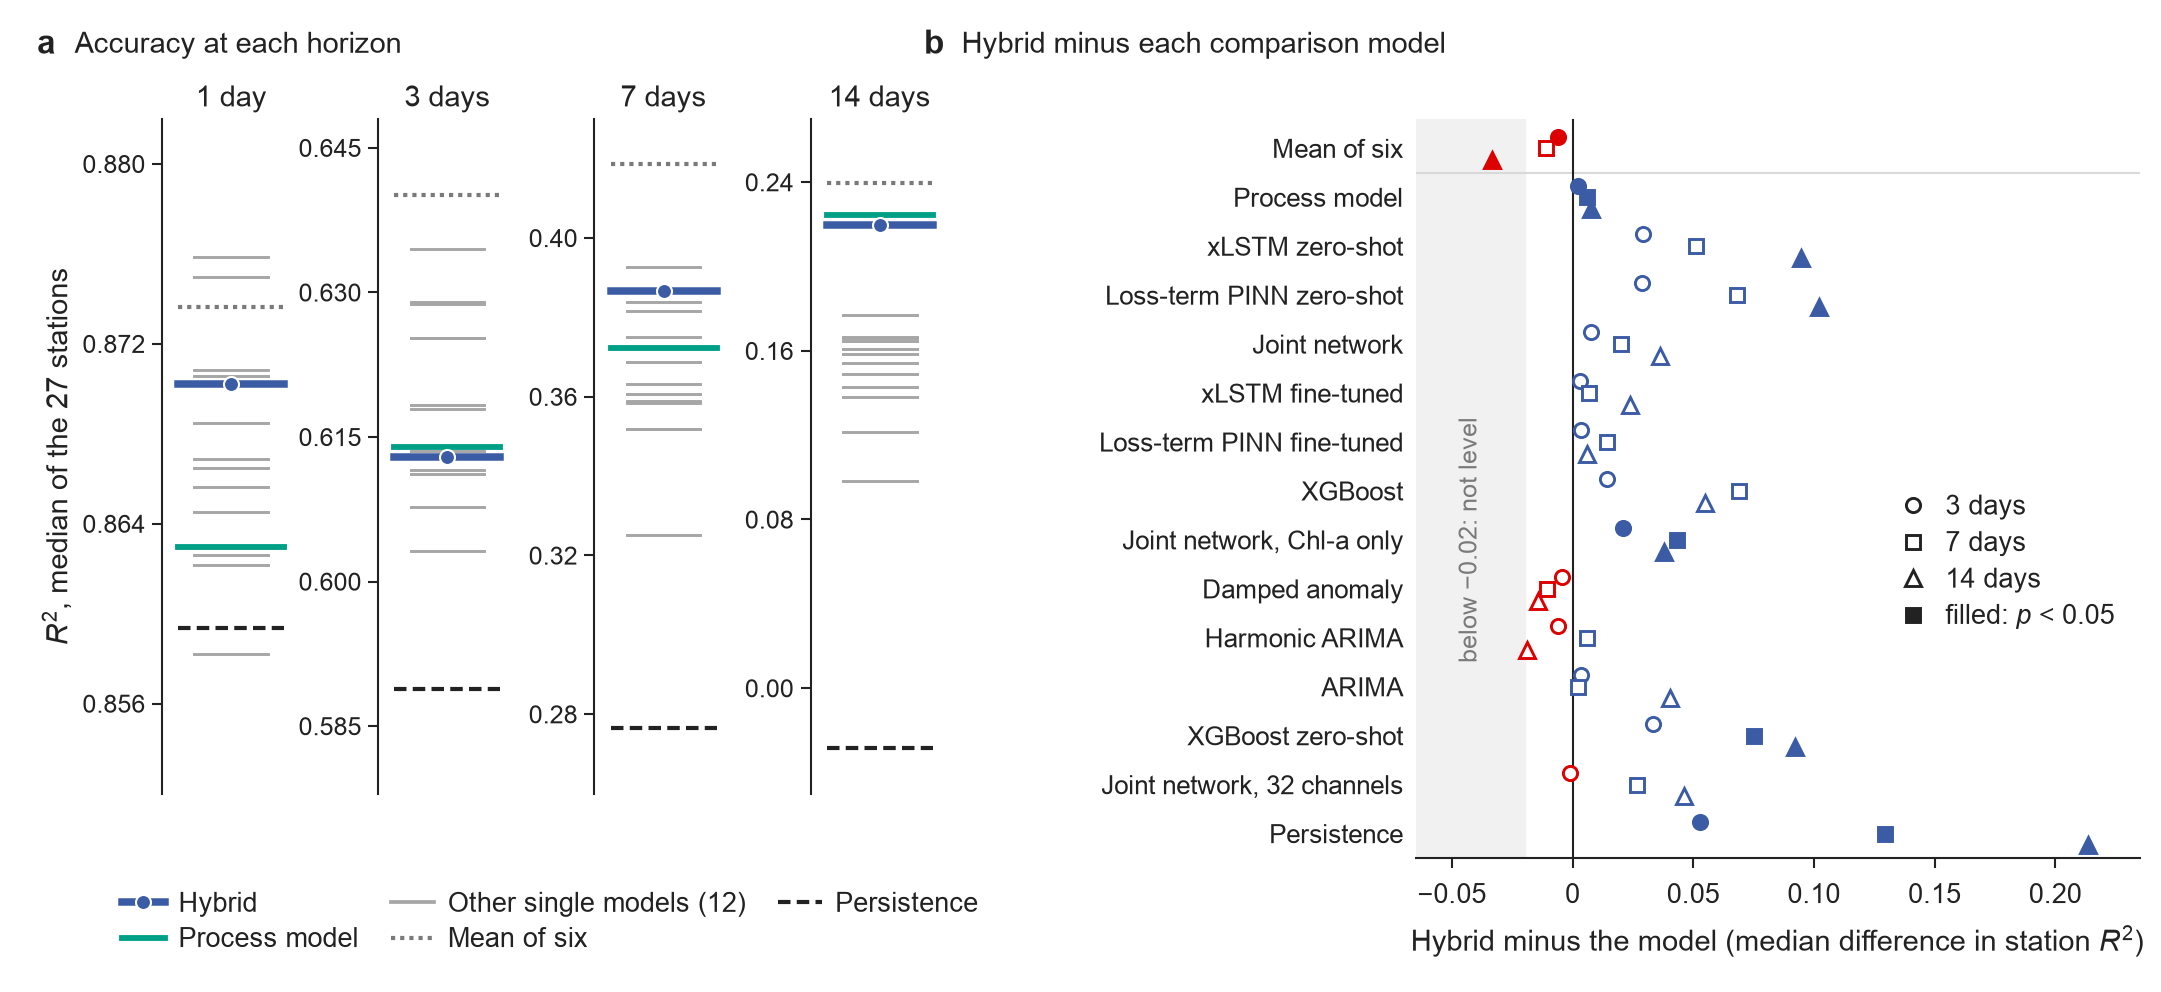 a Accuracy at each horizon
1 day
3 days
7 days
14 days
R², median of the 27 stations
0.880
0.872
0.864
0.856
0.645
0.630
0.615
0.600
0.585
0.40
0.36
0.32
0.28
0.24
0.16
0.08
0.00
Hybrid
Process model
Other single models (12)
Mean of six
Persistence
b Hybrid minus each comparison model
Mean of six
Process model
xLSTM zero-shot
Loss-term PINN zero-shot
Joint network
xLSTM fine-tuned
Loss-term PINN fine-tuned
XGBoost
Joint network, Chl-a only
Damped anomaly
Harmonic ARIMA
ARIMA
XGBoost zero-shot
Joint network, 32 channels
Persistence
below −0.02: not level
3 days
7 days
14 days
filled: p < 0.05
−0.05
0
0.05
0.10
0.15
0.20
Hybrid minus the model (median difference in station R²)